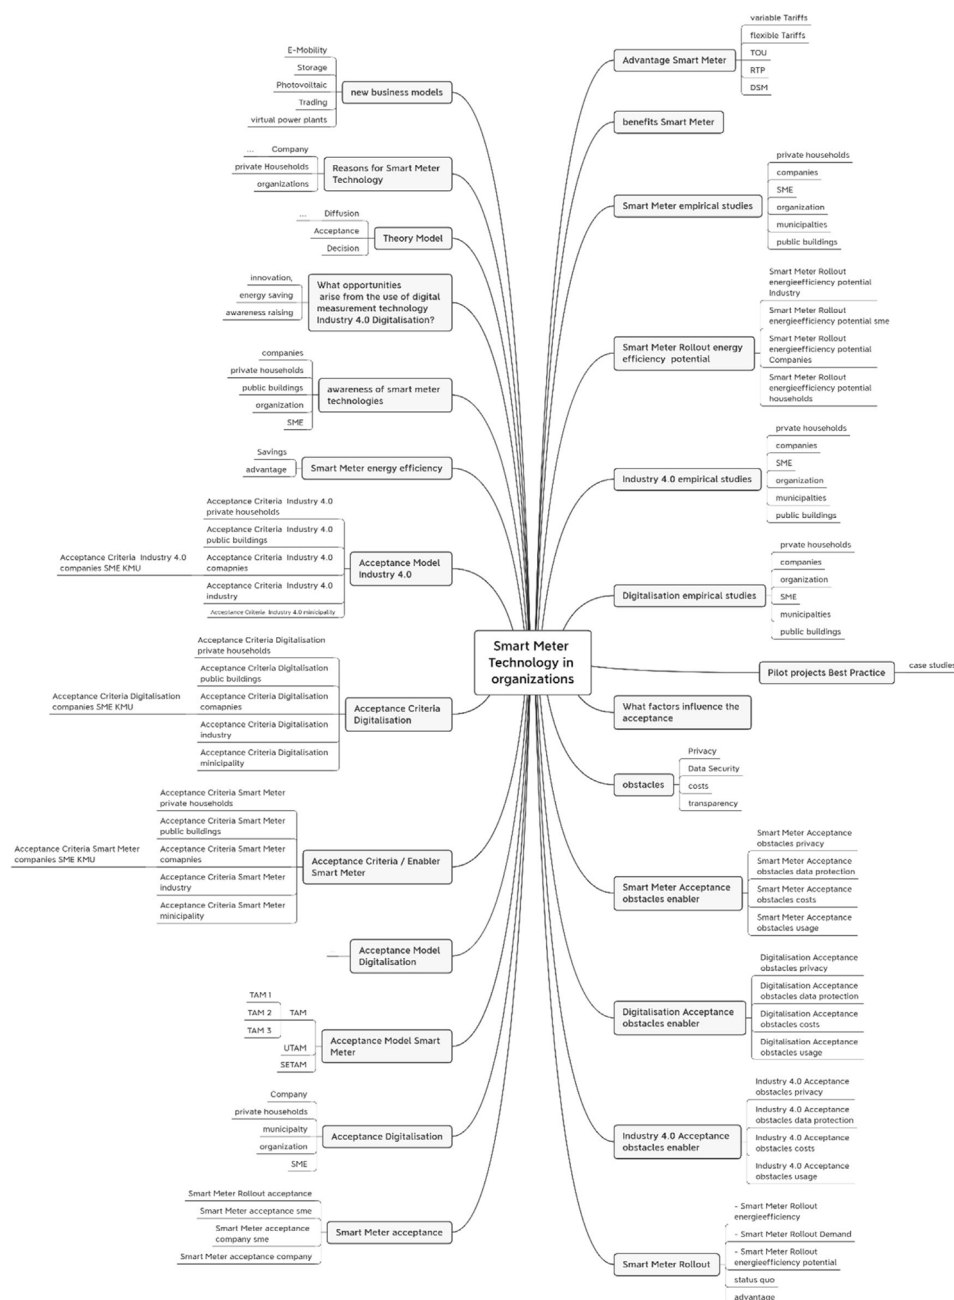 Smart Meter
Technology in
organizations
new business models
E-Mobility
Storage
Photovoiltaic
Trading
virtual power plants
Reasons for Smart Meter
Technology
... Company
private Households
organizations
Theory Model
... Diffusion
Acceptance
Decision
What opportunities
arise from the use of digital
measurement technology
Industry 4.0 Digitalisation?
innovation,
energy saving
awareness raising
awareness of smart meter
technologies
companies
private households
public buildings
organization
SME
Smart Meter energy efficiency
Savings
advantage
Acceptance Model
Industry 4.0
Acceptance Criteria Industry 4.0
private households
Acceptance Criteria Industry 4.0
public buildings
Acceptance Criteria Industry 4.0
comapnies
Acceptance Criteria Industry 4.0
companies SME KMU
Acceptance Criteria Industry 4.0
industry
Acceptance Criteria Industry 4.0 minicipality
Acceptance Criteria
Digitalisation
Acceptance Criteria Digitalisation
private households
Acceptance Criteria Digitalisation
public buildings
Acceptance Criteria Digitalisation
comapnies
Acceptance Criteria Digitalisation
companies SME KMU
Acceptance Criteria Digitalisation
industry
Acceptance Criteria Digitalisation
minicipality
Acceptance Criteria / Enabler
Smart Meter
Acceptance Criteria Smart Meter
private households
Acceptance Criteria Smart Meter
public buildings
Acceptance Criteria Smart Meter
comapnies
Acceptance Criteria Smart Meter
companies SME KMU
Acceptance Criteria Smart Meter
industry
Acceptance Criteria Smart Meter
minicipality
Acceptance Model
Digitalisation
Acceptance Model Smart
Meter
TAM
TAM 1
TAM 2
TAM 3
UTAM
SETAM
Acceptance Digitalisation
Company
private households
municipalty
organization
SME
Smart Meter acceptance
Smart Meter Rollout acceptance
Smart Meter acceptance sme
Smart Meter acceptance
company sme
Smart Meter acceptance company
Advantage Smart Meter
variable Tariffs
flexible Tariffs
TOU
RTP
DSM
benefits Smart Meter
Smart Meter empirical studies
private households
companies
SME
organization
municipalties
public buildings
Smart Meter Rollout energy
efficiency potential
Smart Meter Rollout
energieefficiency potential
Industry
Smart Meter Rollout
energieefficiency potential sme
Smart Meter Rollout
energieefficiency potential
Companies
Smart Meter Rollout
energieefficiency potential
households
Industry 4.0 empirical studies
private households
companies
SME
organization
municipalties
public buildings
Digitalisation empirical studies
private households
companies
organization
SME
municipalties
public buildings
Pilot projects Best Practice
case studies
What factors influence the
acceptance
obstacles
Privacy
Data Security
costs
transparency
Smart Meter Acceptance
obstacles enabler
Smart Meter Acceptance
obstacles privacy
Smart Meter Acceptance
obstacles data protection
Smart Meter Acceptance
obstacles costs
Smart Meter Acceptance
obstacles usage
Digitalisation Acceptance
obstacles enabler
Digitalisation Acceptance
obstacles privacy
Digitalisation Acceptance
obstacles data protection
Digitalisation Acceptance
obstacles costs
Digitalisation Acceptance
obstacles usage
Industry 4.0 Acceptance
obstacles enabler
Industry 4.0 Acceptance
obstacles privacy
Industry 4.0 Acceptance
obstacles data protection
Industry 4.0 Acceptance
obstacles costs
Industry 4.0 Acceptance
obstacles usage
Smart Meter Rollout
- Smart Meter Rollout
energieefficiency
- Smart Meter Rollout Demand
- Smart Meter Rollout
energieefficiency potential
status quo
advantage